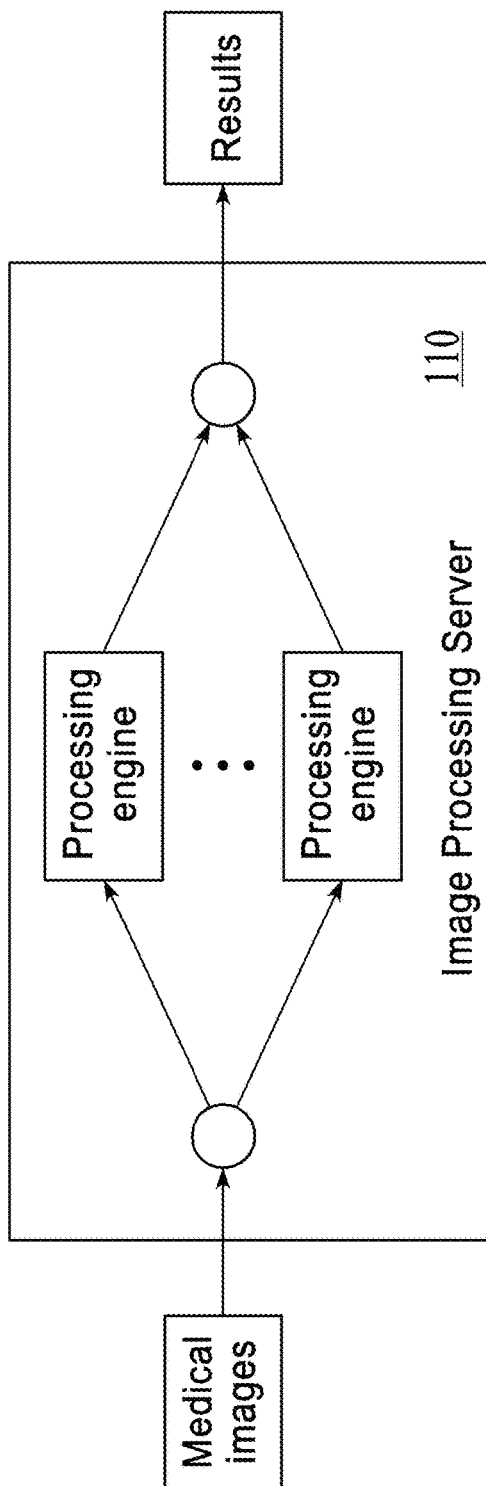 Medical
images
Processing
engine
Processing
engine
Image Processing Server
110
Results